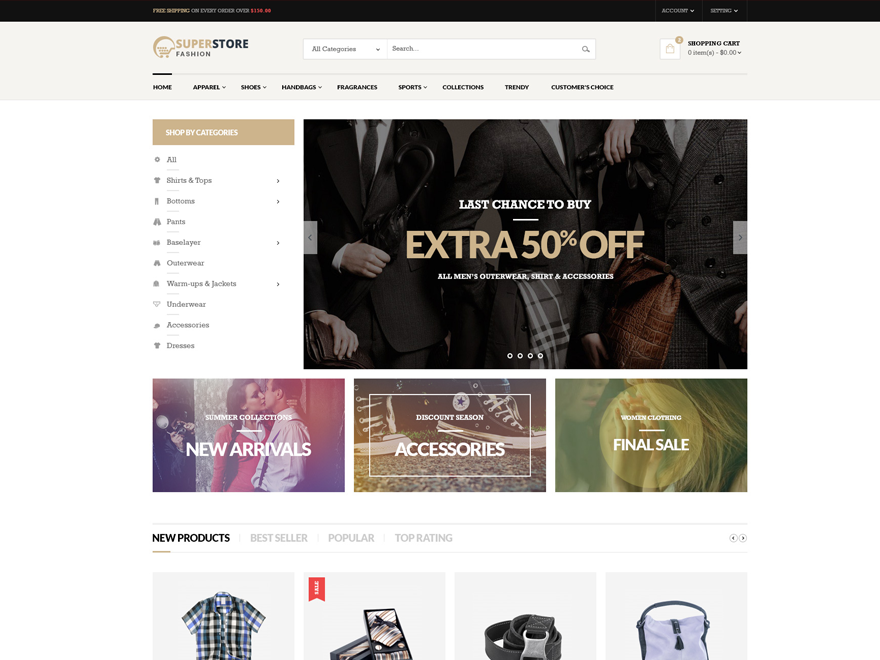 FREE SHIPPING ON EVERY ORDER OVER $150.00
ACCOUNT
SETTING
SUPERSTORE
FASHION
All Categories
Search...
SHOPPING CART
0 item(s) - $0.00
HOME
APPAREL
SHOES
HANDBAGS
FRAGRANCES
SPORTS
COLLECTIONS
TRENDY
CUSTOMER'S CHOICE
SHOP BY CATEGORIES
All
Shirts & Tops
Bottoms
Pants
Baselayer
Outerwear
Warm-ups & Jackets
Underwear
Accessories
Dresses
LAST CHANCE TO BUY
EXTRA 50% OFF
ALL MEN'S OUTERWEAR, SHIRT & ACCESSORIES
SUMMER COLLECTIONS
NEW ARRIVALS
DISCOUNT SEASON
ACCESSORIES
WOMEN CLOTHING
FINAL SALE
NEW PRODUCTS
BEST SELLER
POPULAR
TOP RATING
SALE